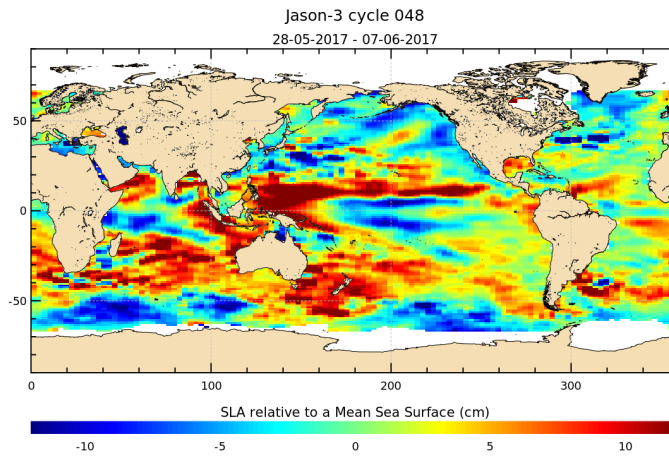 Jason-3 cycle 048
28-05-2017 - 07-06-2017
50
0
-50
0 100 200 300
SLA relative to a Mean Sea Surface (cm)
-10 -5 0 5 10